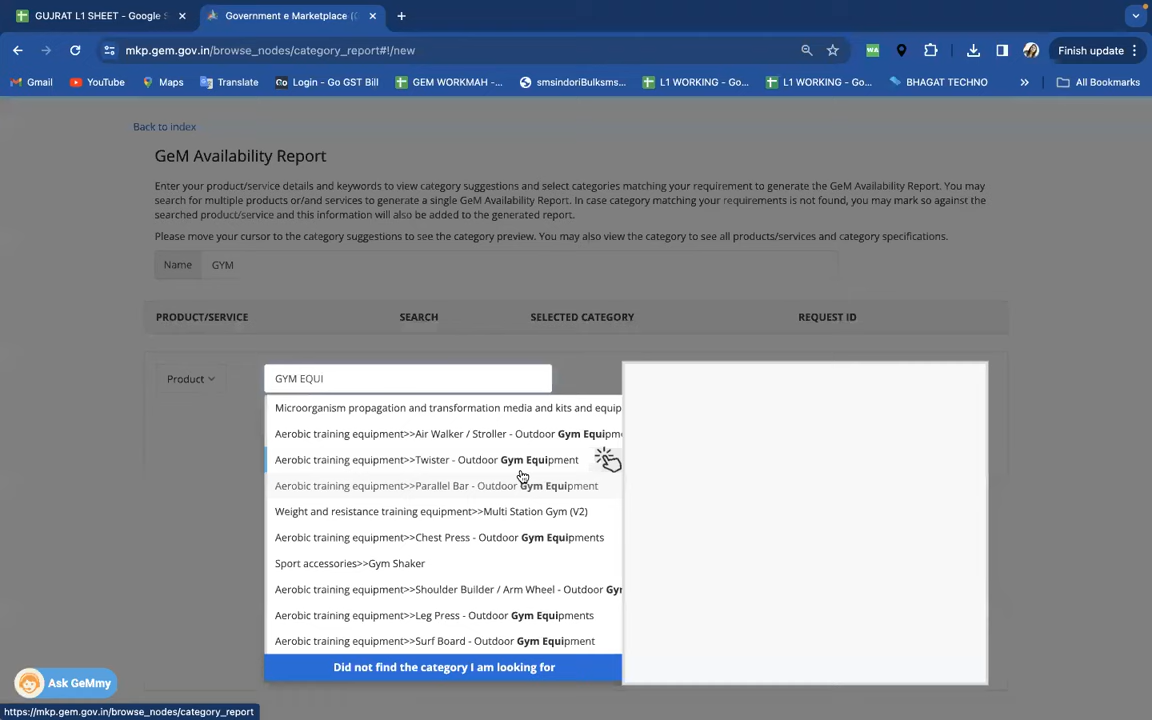 GUJRAT L1 SHEET - Google S
Government e Marketplace (G
mkp.gem.gov.in/browse_nodes/category_report#!/new
WA
Finish update
Gmail
YouTube
Maps
Translate
Co
Login - Go GST Bill
GEM WORKMAH -...
smsindoriBulksms...
L1 WORKING - Go...
L1 WORKING - Go...
BHAGAT TECHNO
All Bookmarks
Back to index
GeM Availability Report
Enter your product/service details and keywords to view category suggestions and select categories matching your requirement to generate the GeM Availability Report. You may
search for multiple products or/and services to generate a single GeM Availability Report. In case category matching your requirements is not found, you may mark so against the
searched product/service and this information will also be added to the generated report.
Please move your cursor to the category suggestions to see the category preview. You may also view the category to see all products/services and category specifications.
Name GYM
PRODUCT/SERVICE SEARCH SELECTED CATEGORY REQUEST ID
Product
GYM EQUI
Microorganism propagation and transformation media and kits and equip
Aerobic training equipment>>Air Walker / Stroller - Outdoor Gym Equipme
Aerobic training equipment>>Twister - Outdoor Gym Equipment
Aerobic training equipment>>Parallel Bar - Outdoor Gym Equipment
Weight and resistance training equipment>>Multi Station Gym (V2)
Aerobic training equipment>>Chest Press - Outdoor Gym Equipments
Sport accessories>>Gym Shaker
Aerobic training equipment>>Shoulder Builder / Arm Wheel - Outdoor Gy
Aerobic training equipment>>Leg Press - Outdoor Gym Equipments
Aerobic training equipment>>Surf Board - Outdoor Gym Equipment
Did not find the category I am looking for
Ask GeMmy
https://mkp.gem.gov.in/browse_nodes/category_report